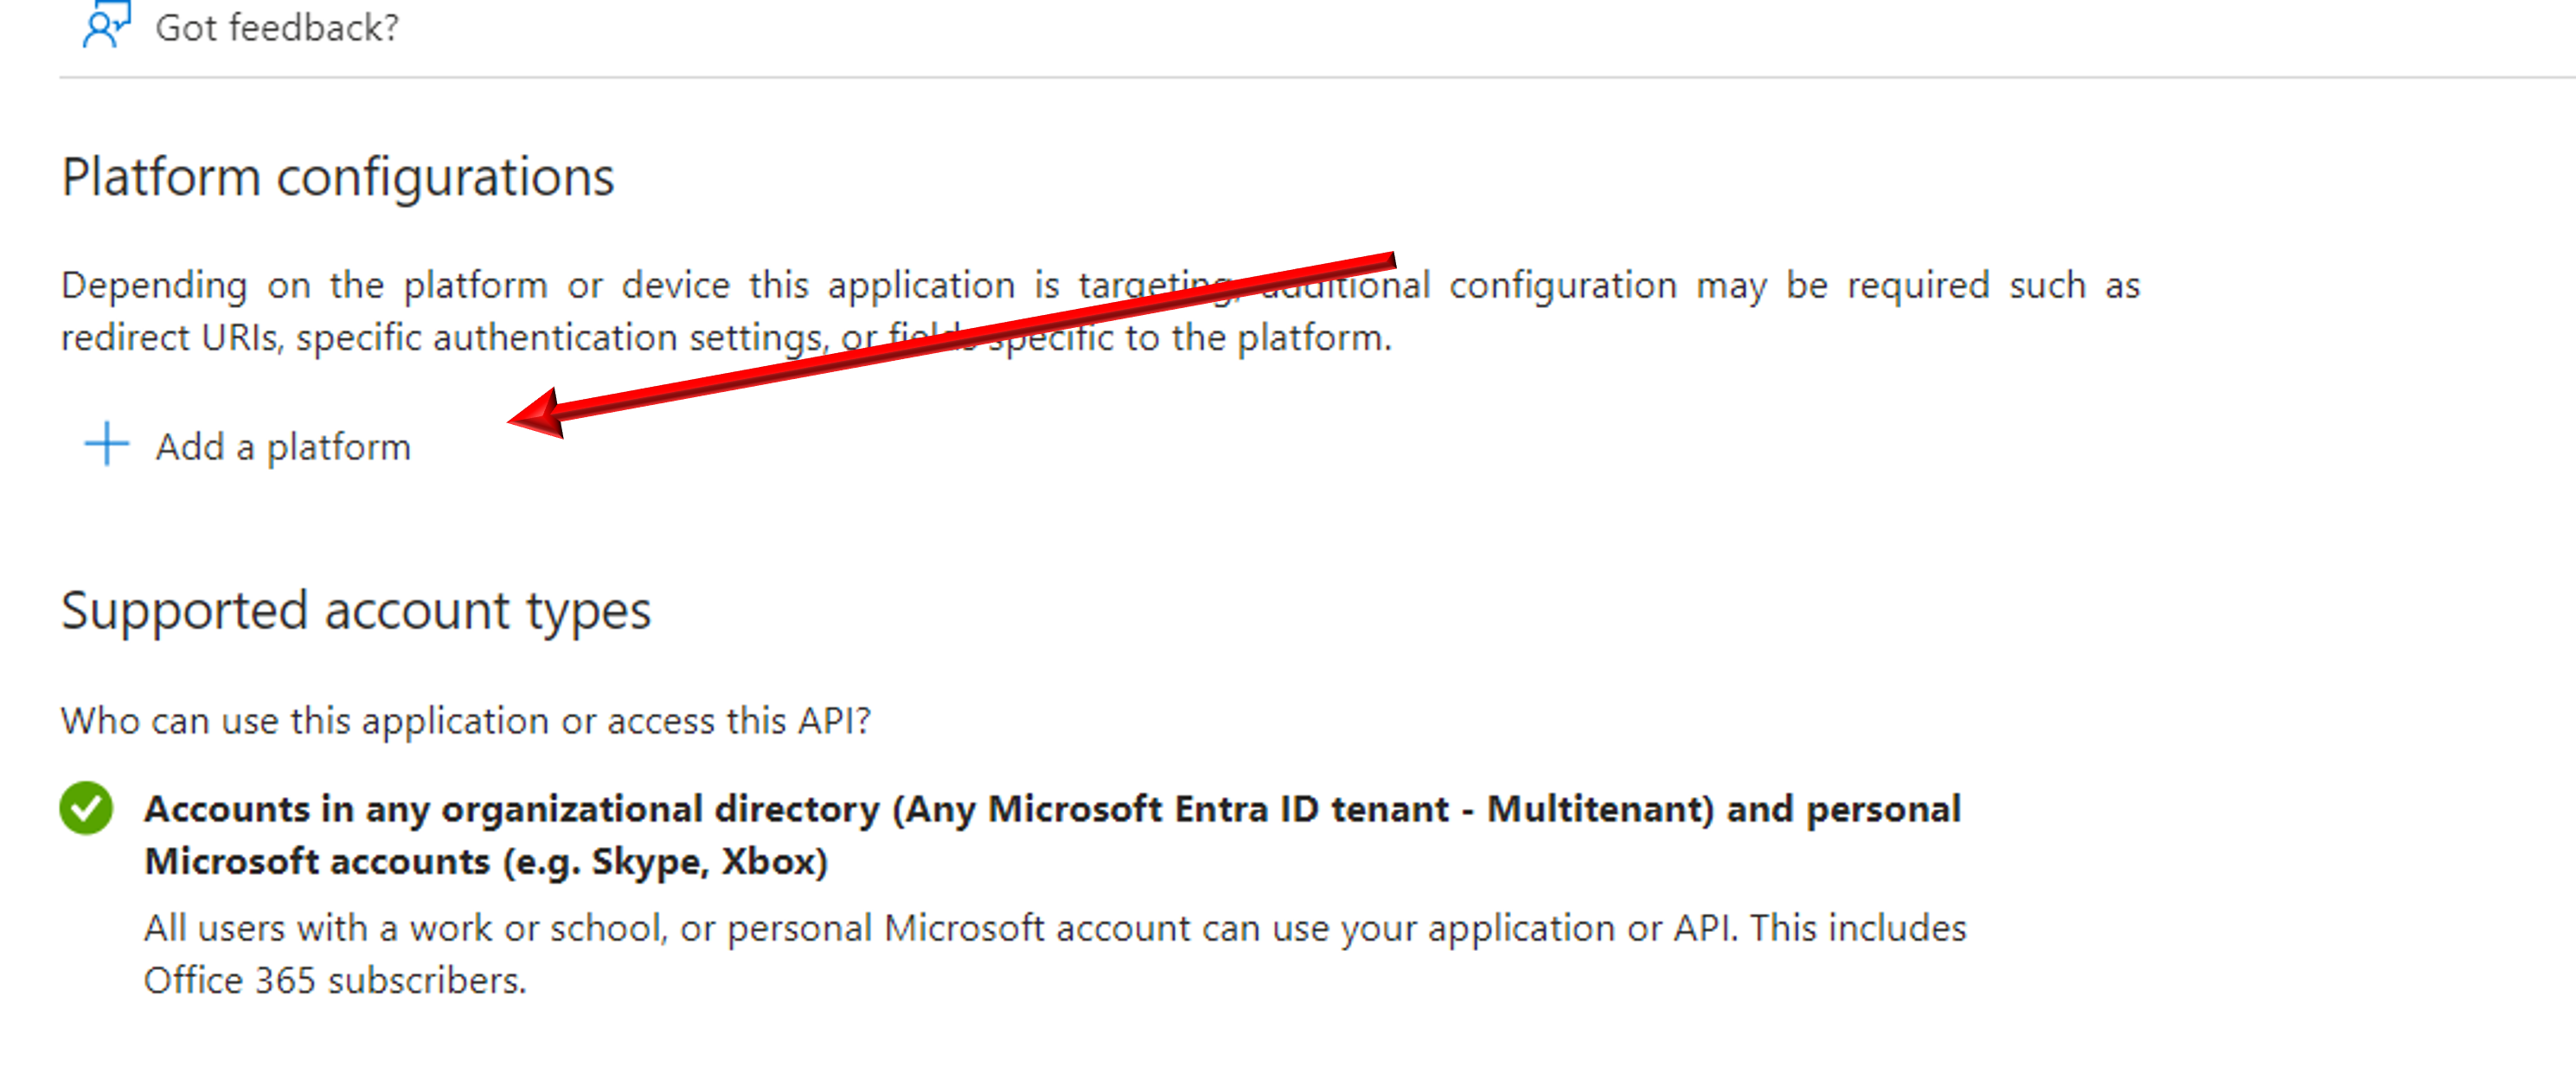 Got feedback?
Platform configurations
Depending on the platform or device this application is targeting, additional configuration may be required such as
redirect URIs, specific authentication settings, or fields specific to the platform.
Add a platform
Supported account types
Who can use this application or access this API?
Accounts in any organizational directory (Any Microsoft Entra ID tenant - Multitenant) and personal
Microsoft accounts (e.g. Skype, Xbox)
All users with a work or school, or personal Microsoft account can use your application or API. This includes
Office 365 subscribers.